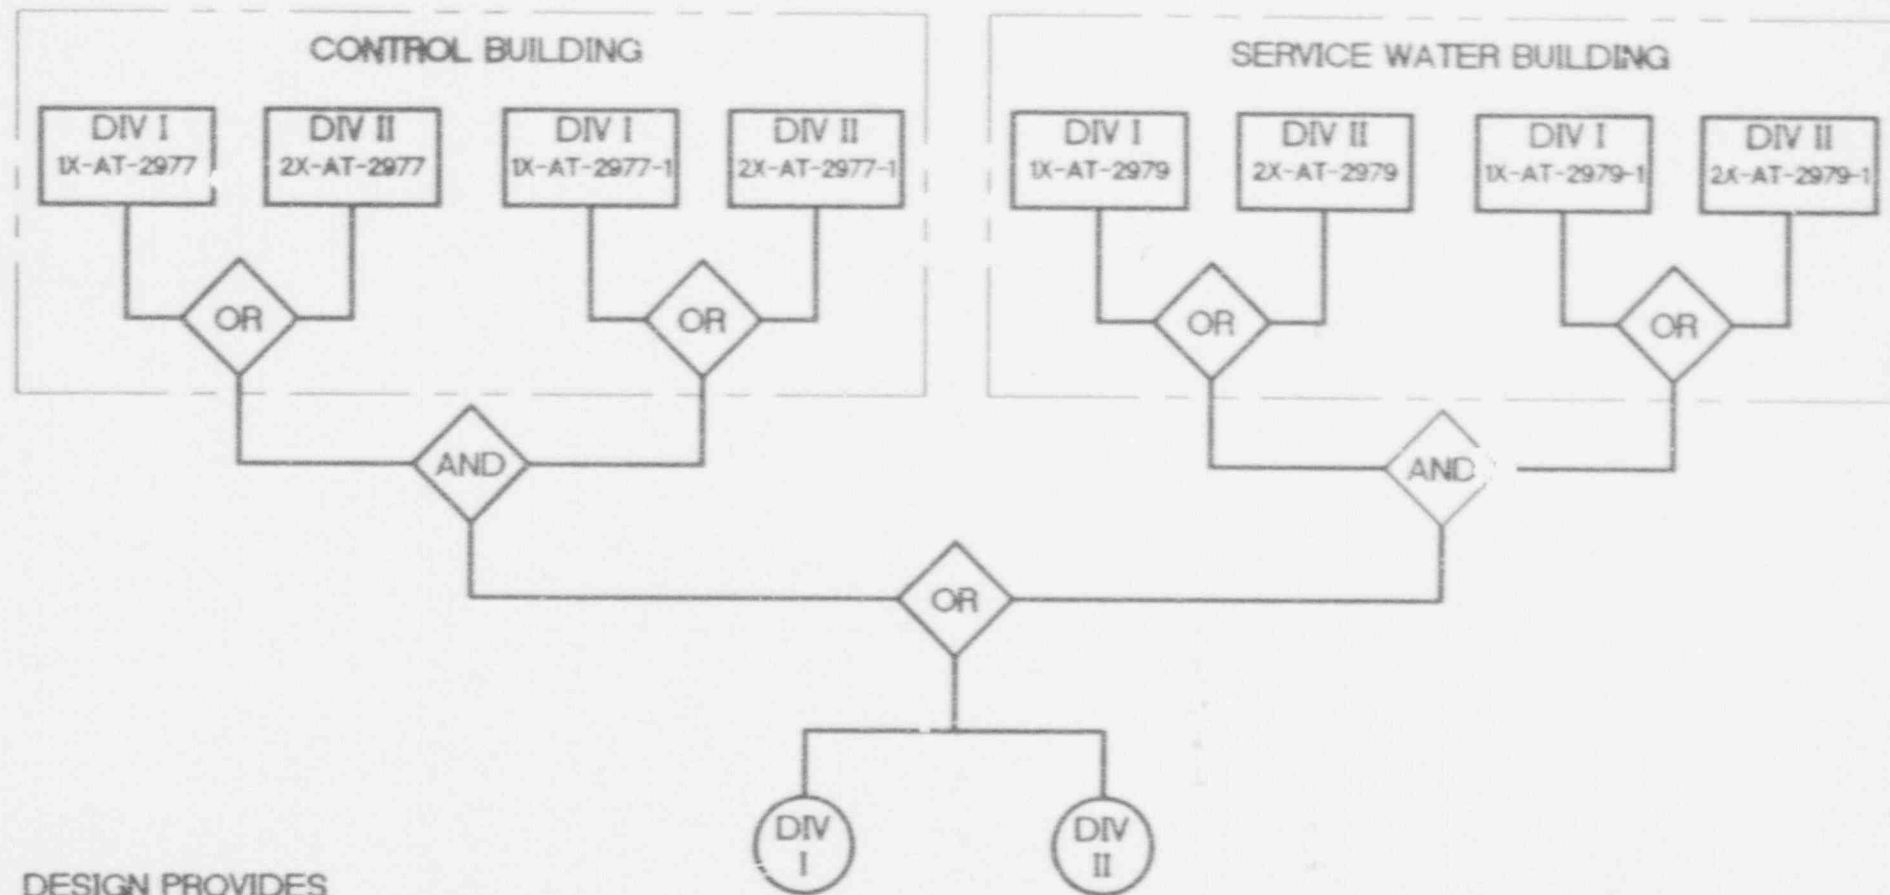 CONTROL BUILDING
SERVICE WATER BUILDING
DIV I
1X-AT-2977
DIV II
2X-AT-2977
DIV I
1X-AT-2977-1
DIV II
2X-AT-2977-1
DIV I
1X-AT-2979
DIV II
2X-AT-2979
DIV I
1X-AT-2979-1
DIV II
2X-AT-2979-1
OR
OR
OR
OR
AND
AND
OR
DIV
I
DIV
II
DESIGN PROVIDES